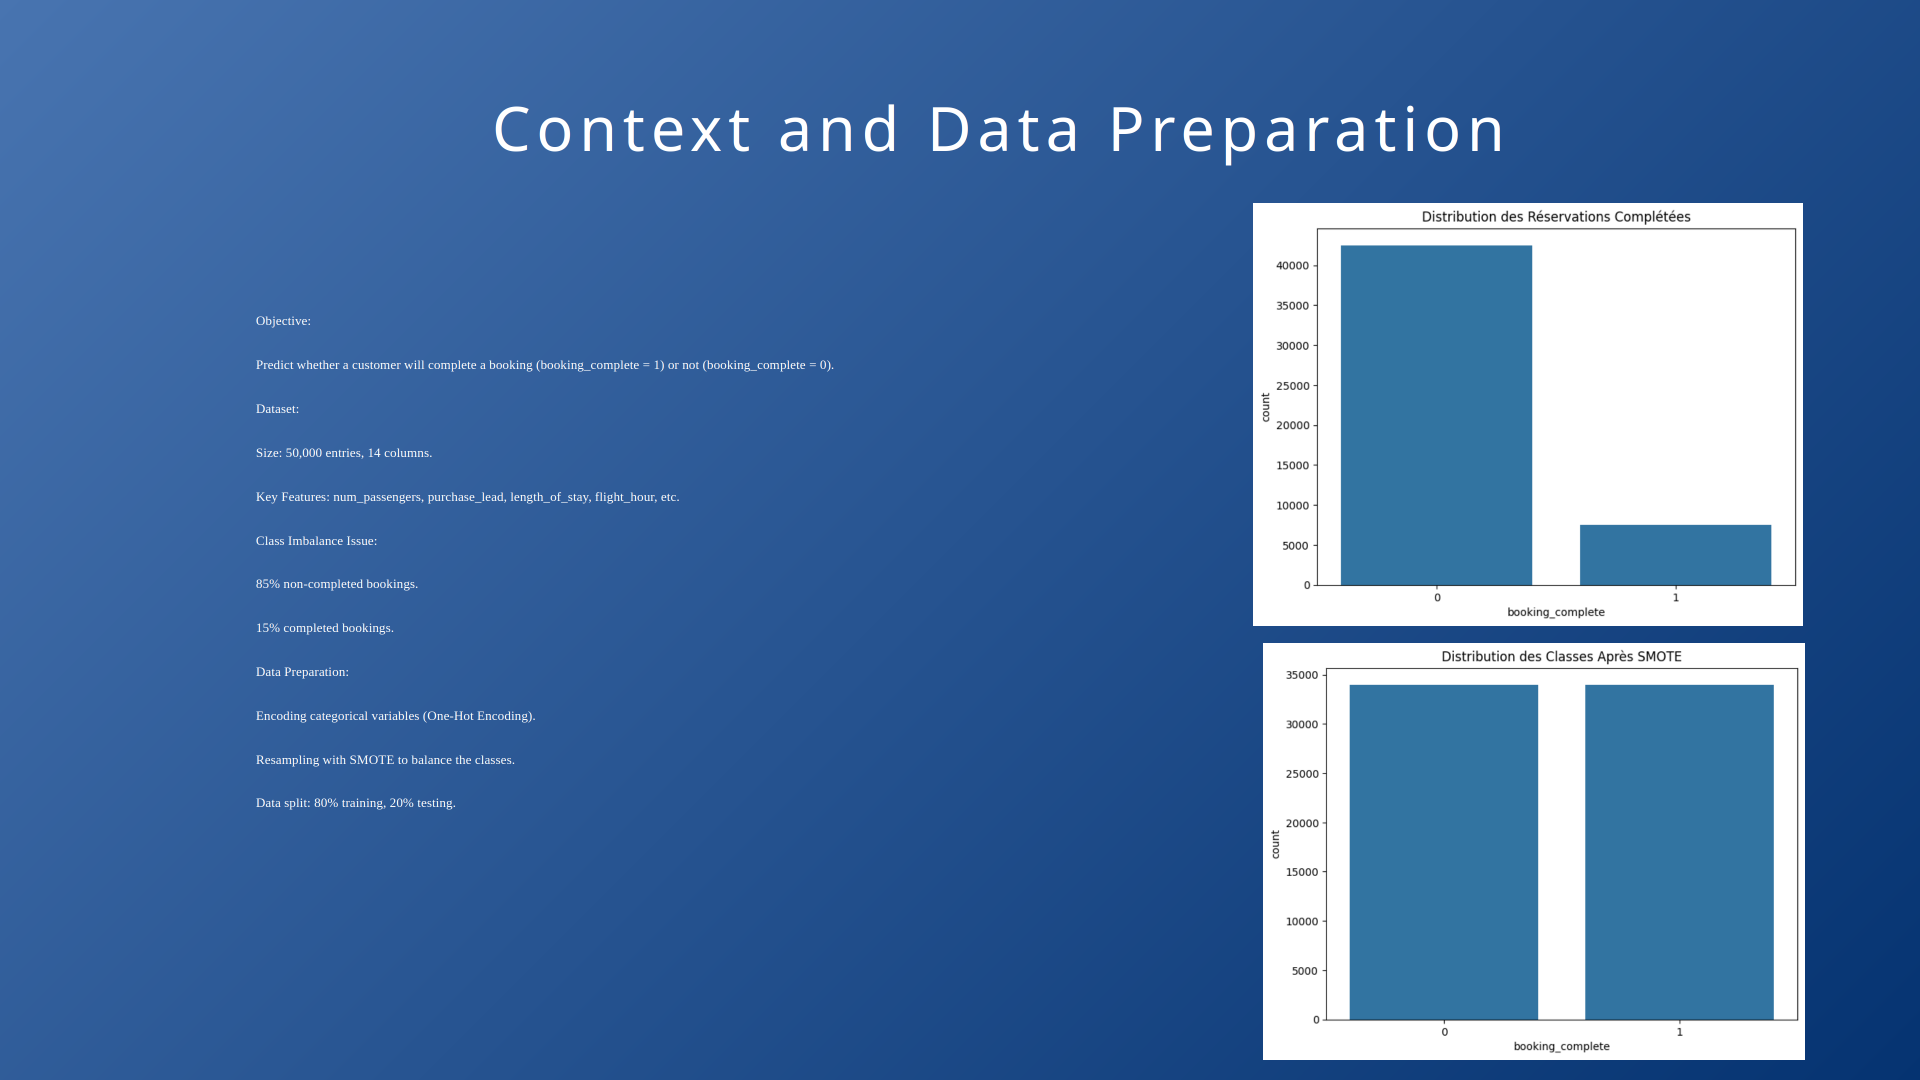 Context and Data Preparation
Objective:
Predict whether a customer will complete a booking (booking_complete = 1) or not (booking_complete = 0).
Dataset:
Size: 50,000 entries, 14 columns.
Key Features: num_passengers, purchase_lead, length_of_stay, flight_hour, etc.
Class Imbalance Issue:
85% non-completed bookings.
15% completed bookings.
Data Preparation:
Encoding categorical variables (One-Hot Encoding).
Resampling with SMOTE to balance the classes.
Data split: 80% training, 20% testing.
Distribution des Réservations Complétées
40000
35000
30000
25000
20000
15000
10000
5000
0
count
0 1
booking_complete
Distribution des Classes Après SMOTE
35000
30000
25000
20000
15000
10000
5000
0
count
0 1
booking_complete